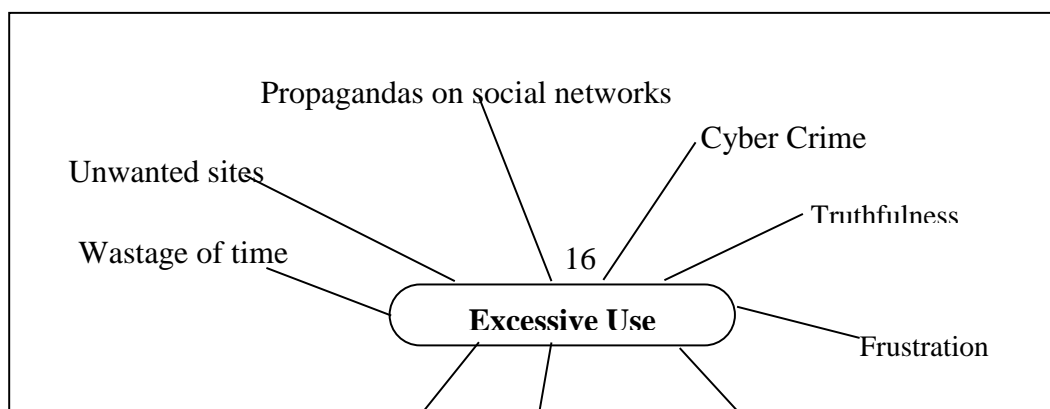 Propagandas on social networks
Cyber Crime
Unwanted sites
Truthfulness
Wastage of time
16
Excessive Use
Frustration